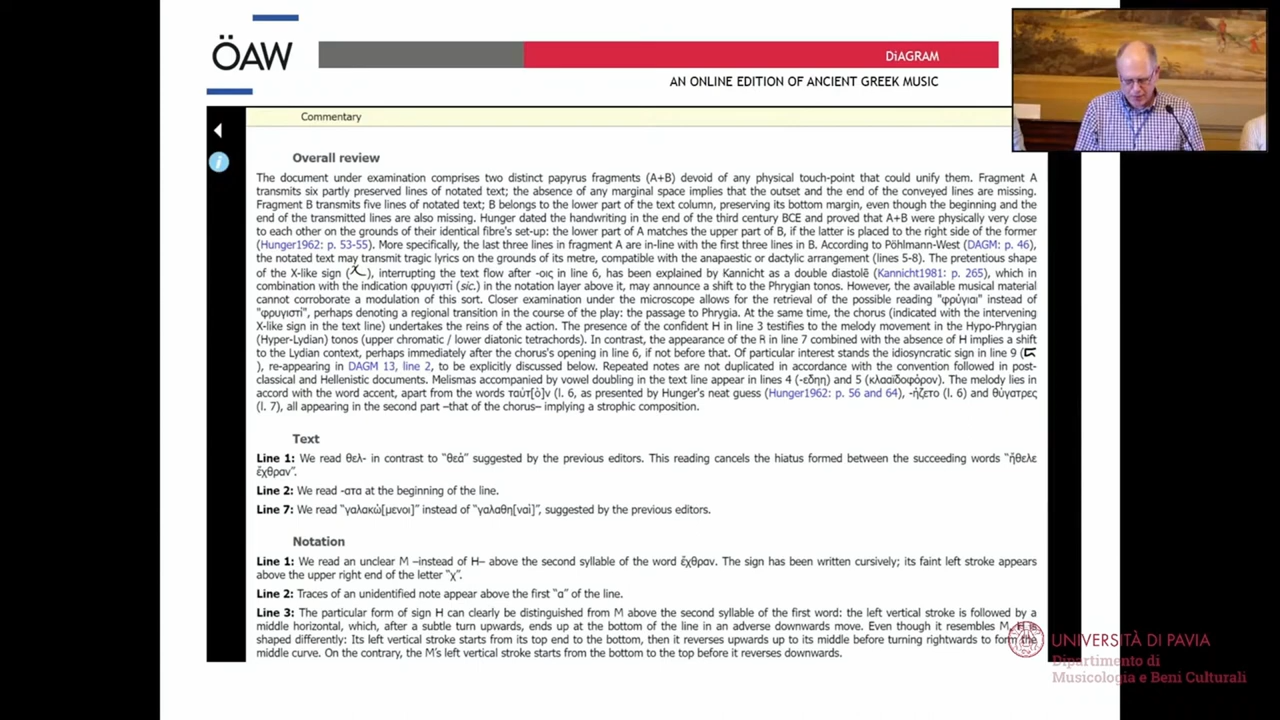 ÖAW
DiAGRAM
AN ONLINE EDITION OF ANCIENT GREEK MUSIC
Commentary
Overall review
The document under examination comprises two distinct papyrus fragments (A+B) devoid of any physical touch-point that could unify them. Fragment A
transmits six partly preserved lines of notated text; the absence of any marginal space implies that the outset and the end of the conveyed lines are missing.
Fragment B transmits five lines of notated text; B belongs to the lower part of the text column, preserving its bottom margin, even though the beginning and the
end of the transmitted lines are also missing. Hunger dated the handwriting in the end of the third century BCE and proved that A+B were physically very close
to each other on the grounds of their identical fibre's set-up: the lower part of A matches the upper part of B, if the latter is placed to the right side of the former
(Hunger1962: p. 53-55). More specifically, the last three lines in fragment A are in-line with the first three lines in B. According to Pöhlmann-West (DAGM: p. 46),
the notated text may transmit tragic lyrics on the grounds of its metre, compatible with the anapaestic or dactylic arrangement (lines 5-8). The pretentious shape
of the X-like sign ( ), interrupting the text flow after -οις in line 6, has been explained by Kannicht as a double diastolē (Kannicht1981: p. 265), which in
combination with the indication φρυγιστί (sic.) in the notation layer above it, may announce a shift to the Phrygian tonos. However, the available musical material
cannot corroborate a modulation of this sort. Closer examination under the microscope allows for the retrieval of the possible reading "φρύγιαι" instead of
"φρυγιστί", perhaps denoting a regional transition in the course of the play: the passage to Phrygia. At the same time, the chorus (indicated with the intervening
X-like sign in the text line) undertakes the reins of the action. The presence of the confident H in line 3 testifies to the melody movement in the Hypo-Phrygian
(Hyper-Lydian) tonos (upper chromatic / lower diatonic tetrachords). In contrast, the appearance of the R in line 7 combined with the absence of H implies a shift
to the Lydian context, perhaps immediately after the chorus's opening in line 6, if not before that. Of particular interest stands the idiosyncratic sign in line 9 (
), re-appearing in DAGM 13, line 2, to be explicitly discussed below. Repeated notes are not duplicated in accordance with the convention followed in post-
classical and Hellenistic documents. Melismas accompanied by vowel doubling in the text line appear in lines 4 (-εδηη) and 5 (κλααϊδοφόρον). The melody lies in
accord with the word accent, apart from the words ταύτ[ὸ]ν (l. 6, as presented by Hunger's neat guess (Hunger1962: p. 56 and 64), -ήζετο (l. 6) and θύγατρες
(l. 7), all appearing in the second part –that of the chorus– implying a strophic composition.
Text
Line 1: We read θελ- in contrast to "θεὰ" suggested by the previous editors. This reading cancels the hiatus formed between the succeeding words "ἤθελε
ἔχθραν".
Line 2: We read -ατα at the beginning of the line.
Line 7: We read "γαλακώ[μενοι]" instead of "γαλαθη[ναὶ]", suggested by the previous editors.
Notation
Line 1: We read an unclear M –instead of H– above the second syllable of the word ἔχθραν. The sign has been written cursively; its faint left stroke appears
above the upper right end of the letter "χ".
Line 2: Traces of an unidentified note appear above the first "α" of the line.
Line 3: The particular form of sign H can clearly be distinguished from M above the second syllable of the first word: the left vertical stroke is followed by a
middle horizontal, which, after a subtle turn upwards, ends up at the bottom of the line in an adverse downwards move. Even though it resembles M, H is
shaped differently: Its left vertical stroke starts from its top end to the bottom, then it reverses upwards up to its middle before turning rightwards to form the
middle curve. On the contrary, the M's left vertical stroke starts from the bottom to the top before it reverses downwards.
UNIVERSITÀ DI PAVIA
Dipartimento di
Musicologia e Beni Culturali